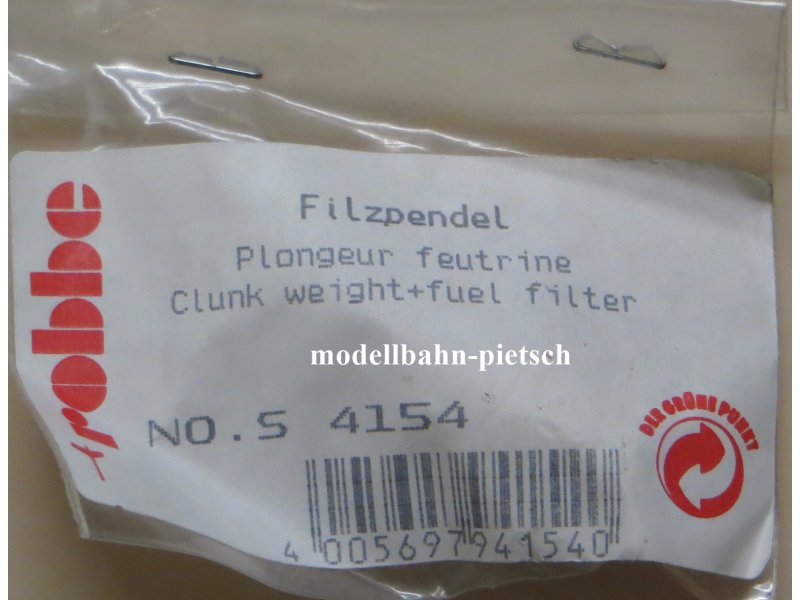 robbe
Filzpendel
Plongeur feutrine
Clunk weight+fuel filter
modellbahn-pietsch
NO.S 4154
DER GRÜNE PUNKT
4 005697 941540